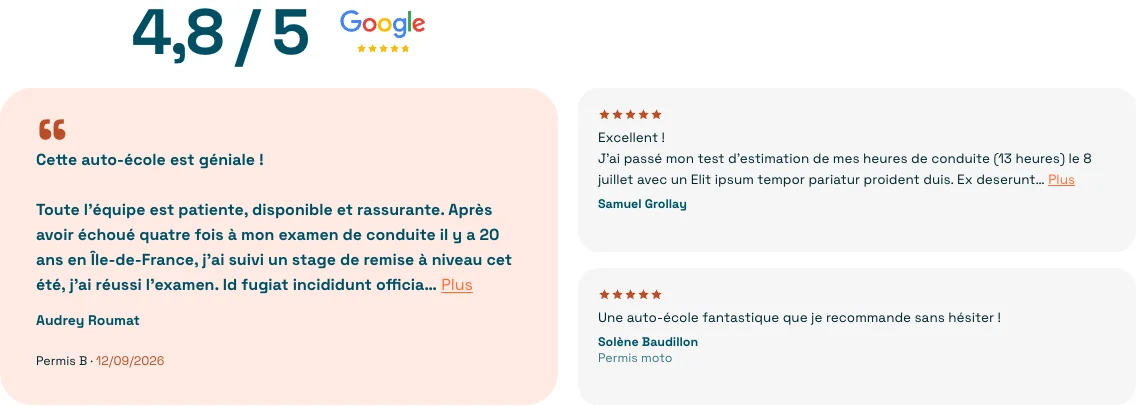 4,8 / 5
Google
Cette auto-école est géniale !
Toute l'équipe est patiente, disponible et rassurante. Après
avoir échoué quatre fois à mon examen de conduite il y a 20
ans en Île-de-France, j'ai suivi un stage de remise à niveau cet
été, j'ai réussi l'examen. Id fugiat incididunt officia... Plus
Audrey Roumat
Permis B · 12/09/2026
Excellent !
J'ai passé mon test d'estimation de mes heures de conduite (13 heures) le 8
juillet avec un Elit ipsum tempor pariatur proident duis. Ex deserunt... Plus
Samuel Grollay
Une auto-école fantastique que je recommande sans hésiter !
Solène Baudillon
Permis moto